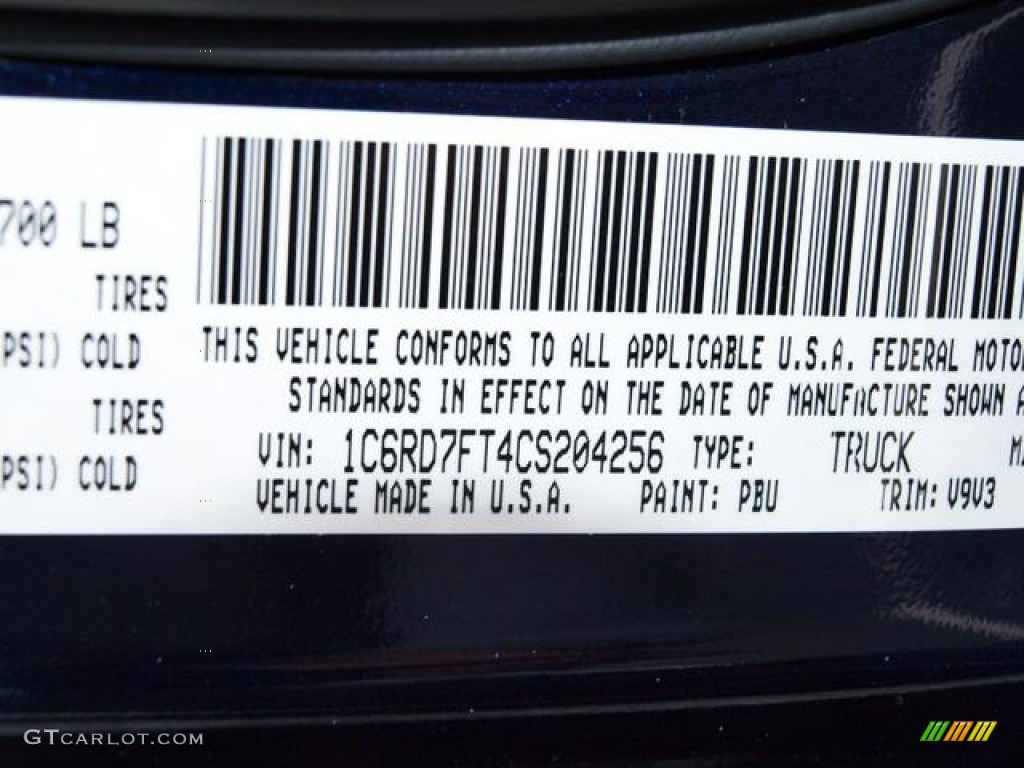 700 LB
TIRES
PSI) COLD
TIRES
PSI) COLD
THIS VEHICLE CONFORMS TO ALL APPLICABLE U.S.A. FEDERAL MOTO
STANDARDS IN EFFECT ON THE DATE OF MANUFACTURE SHOWN A
VIN: 1C6RD7FT4CS204256 TYPE: TRUCK
VEHICLE MADE IN U.S.A. PAINT: PBU TRIM: V9V3
GTCARLOT.COM